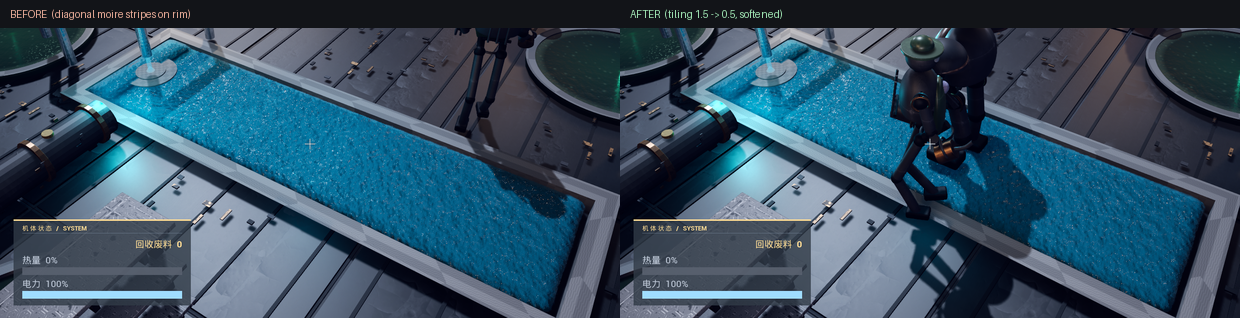 BEFORE (diagonal moire stripes on rim)
AFTER (tiling 1.5 -> 0.5, softened)
机体状态 / SYSTEM
回收废料 0
热量 0%
电力 100%
机体状态 / SYSTEM
回收废料 0
热量 0%
电力 100%